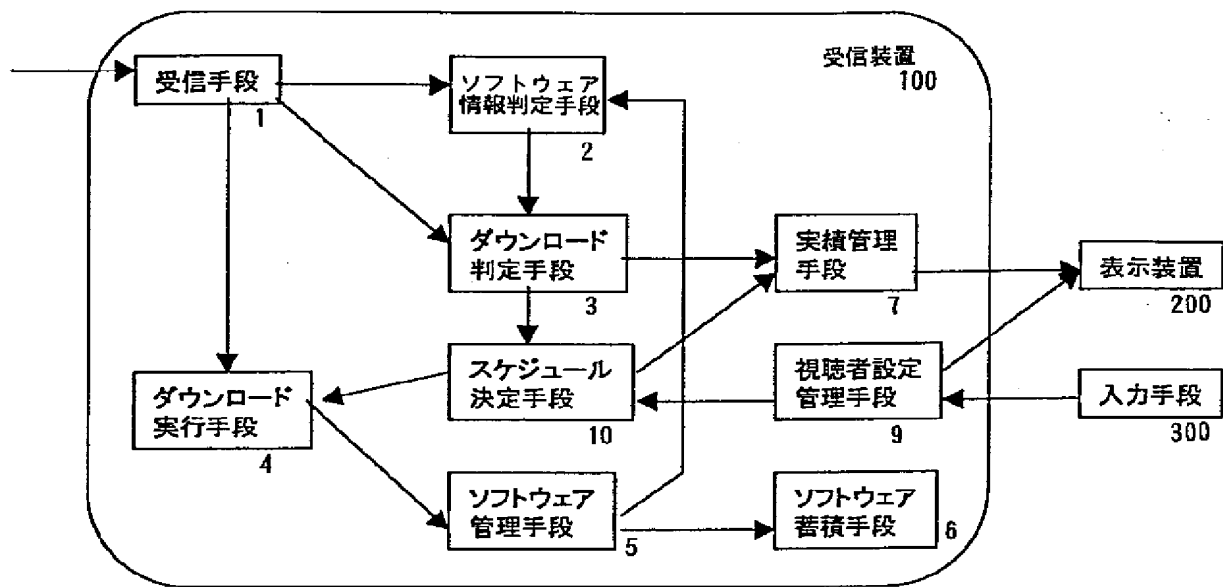 受信装置
100
受信手段
1
ソフトウェア
情報判定手段
2
ダウンロード
判定手段
3
実績管理
手段
7
表示装置
200
ダウンロード
実行手段
4
スケジュール
決定手段
10
視聴者設定
管理手段
9
入力手段
300
ソフトウェア
管理手段
5
ソフトウェア
蓄積手段
6